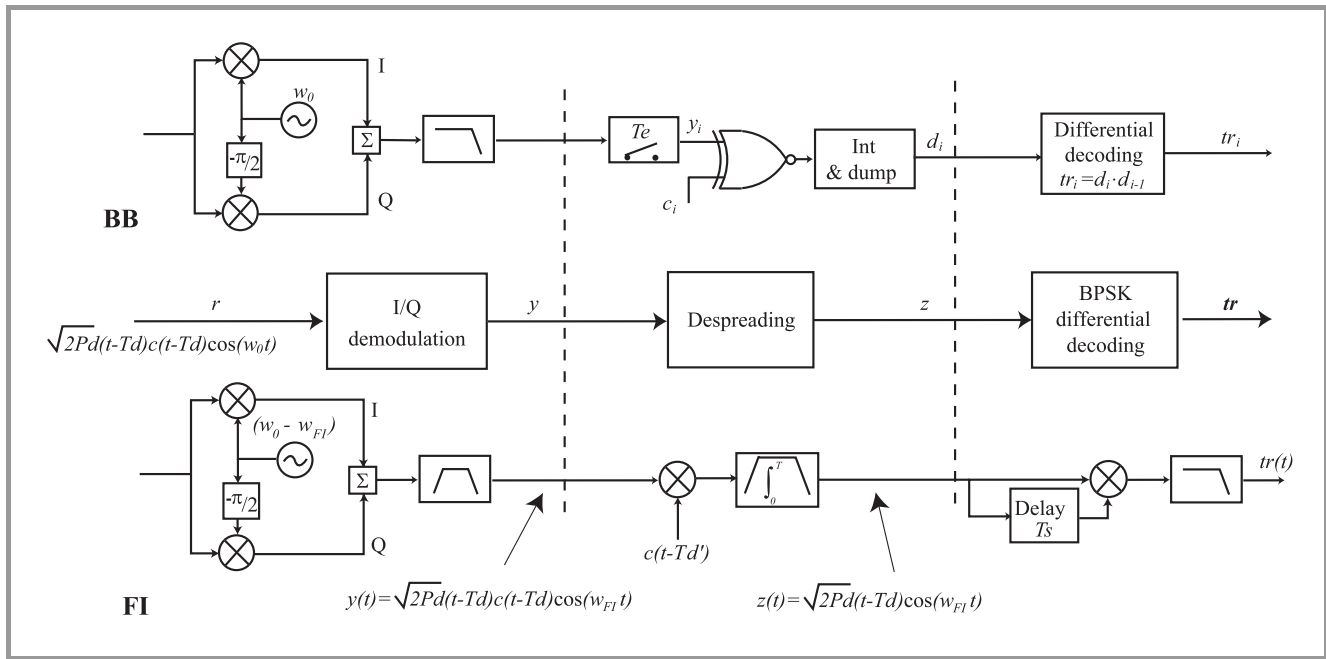 I
w0
Te
yi
-π/2
Σ
ci
Int
& dump
di
Differential
decoding
tri=di·di-1
tri
Q
BB
r
√2Pd(t-Td)c(t-Td)cos(w0t)
I/Q
demodulation
y
Despreading
z
BPSK
differential
decoding
tr
I
(w0 - wFI)
-π/2
Σ
Q
c(t-Td')
∫0T
Delay
Ts
tr(t)
FI
y(t)=√2Pd(t-Td)c(t-Td)cos(wFI t)
z(t)=√2Pd(t-Td)cos(wFI t)